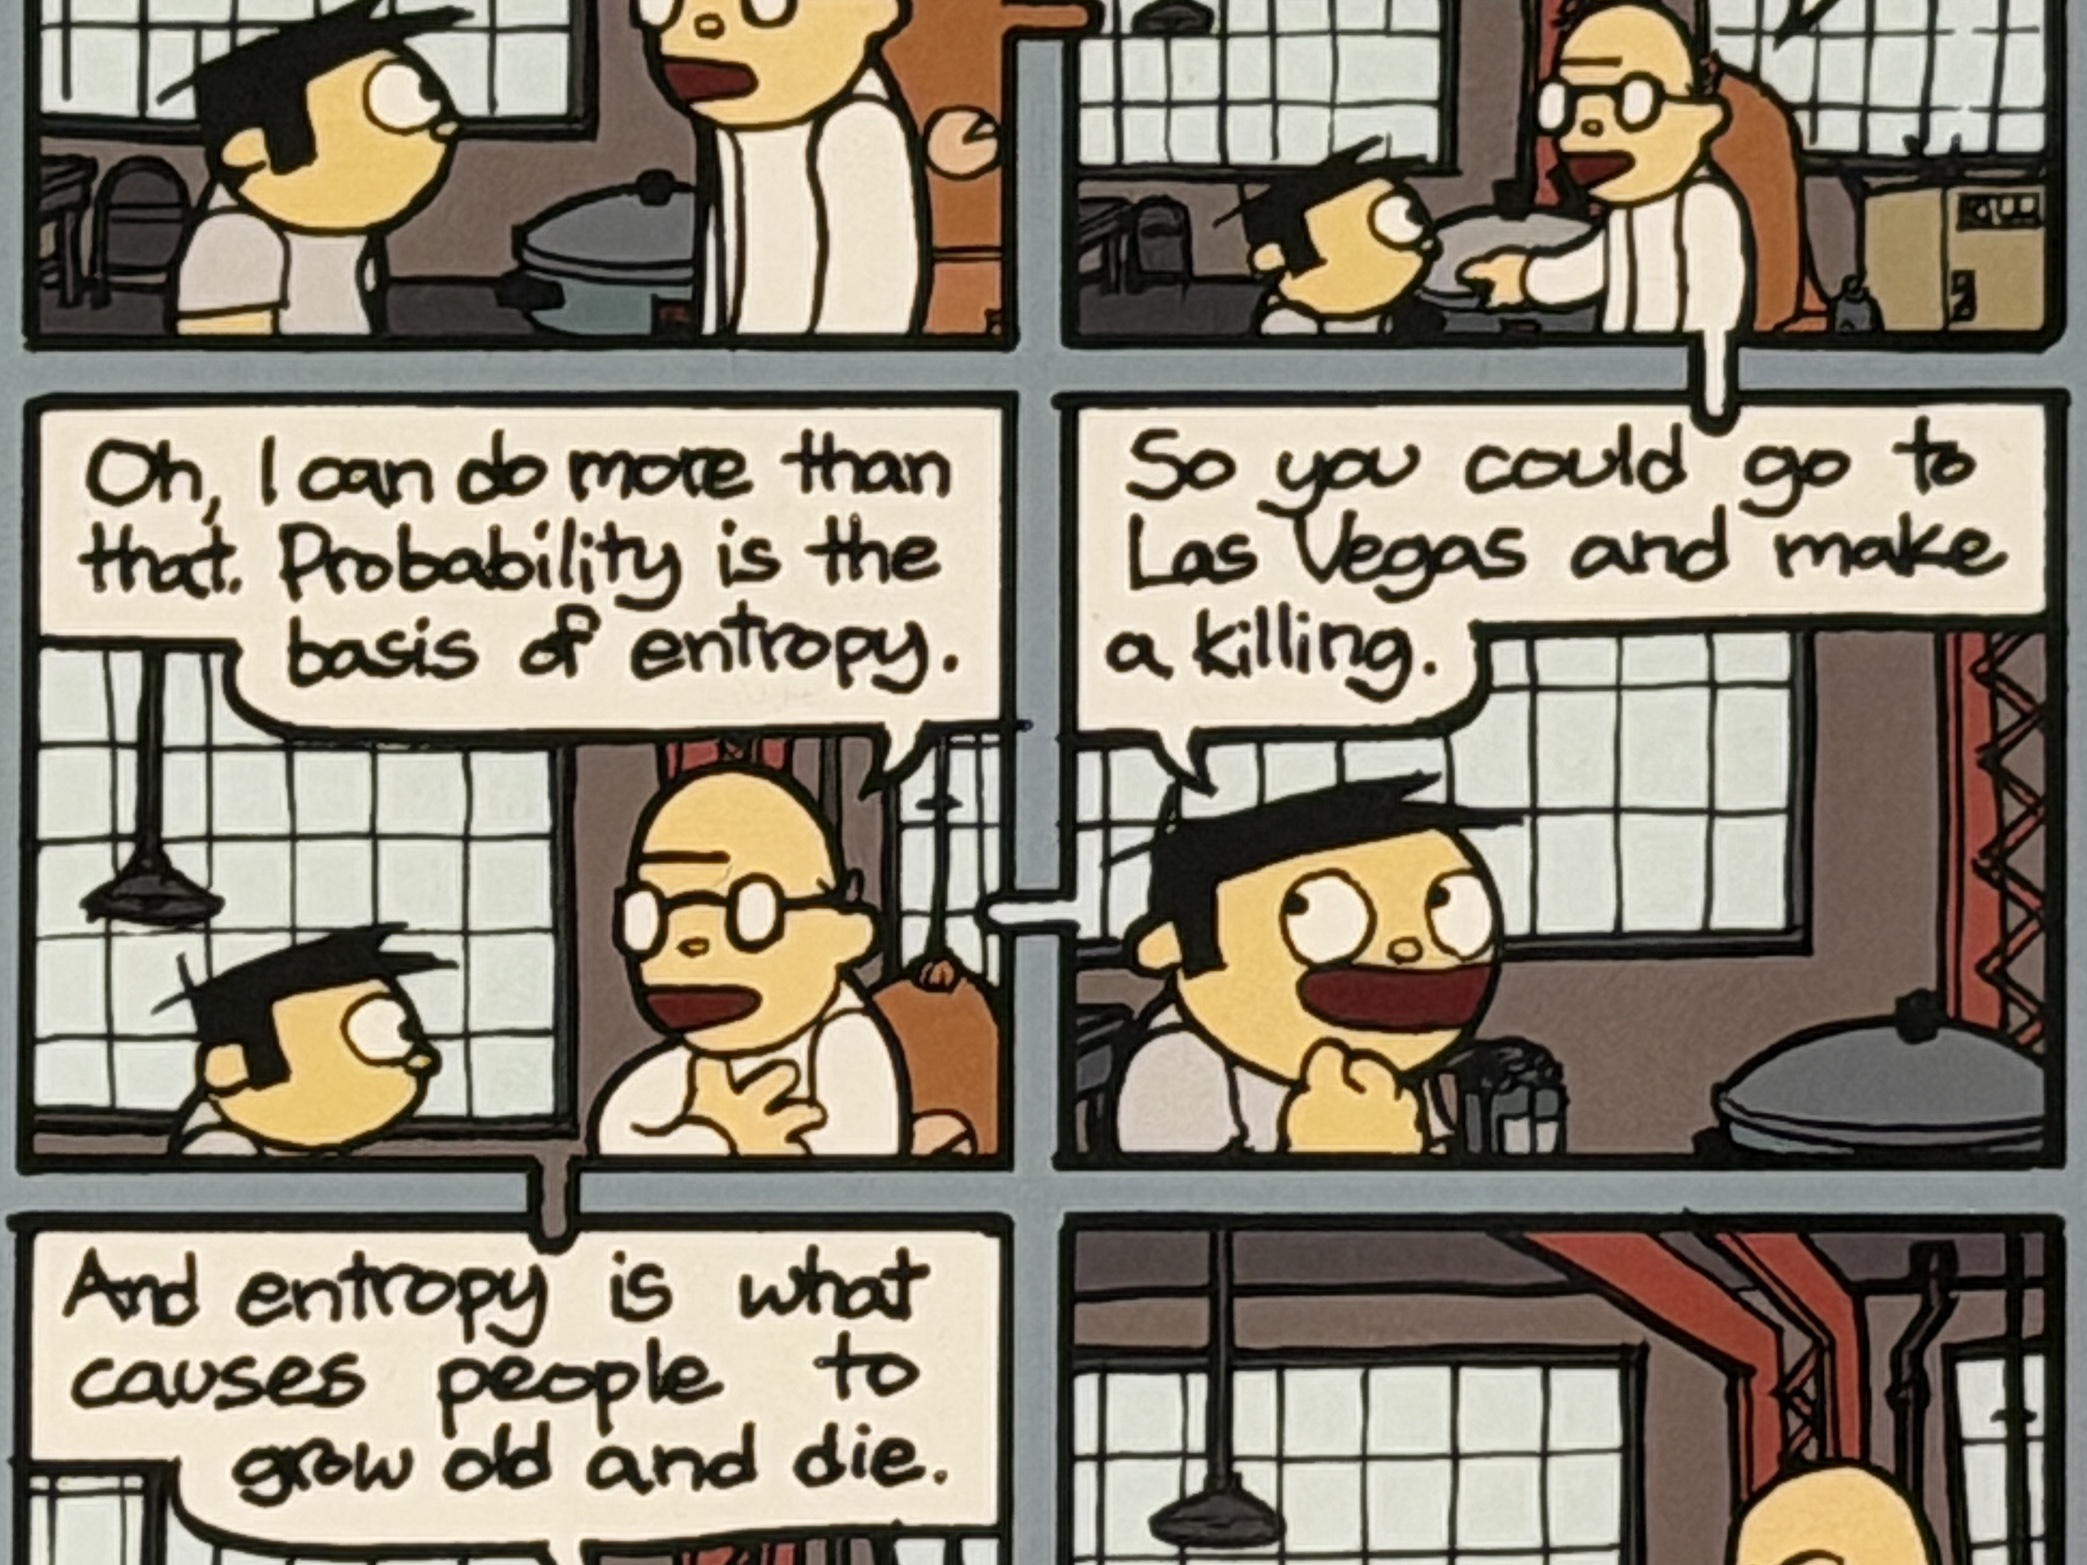 So you could go to
Las Vegas and make
a killing.
Oh, I can do more than
that. Probability is the
basis of entropy.
And entropy is what
causes people to
grow old and die.